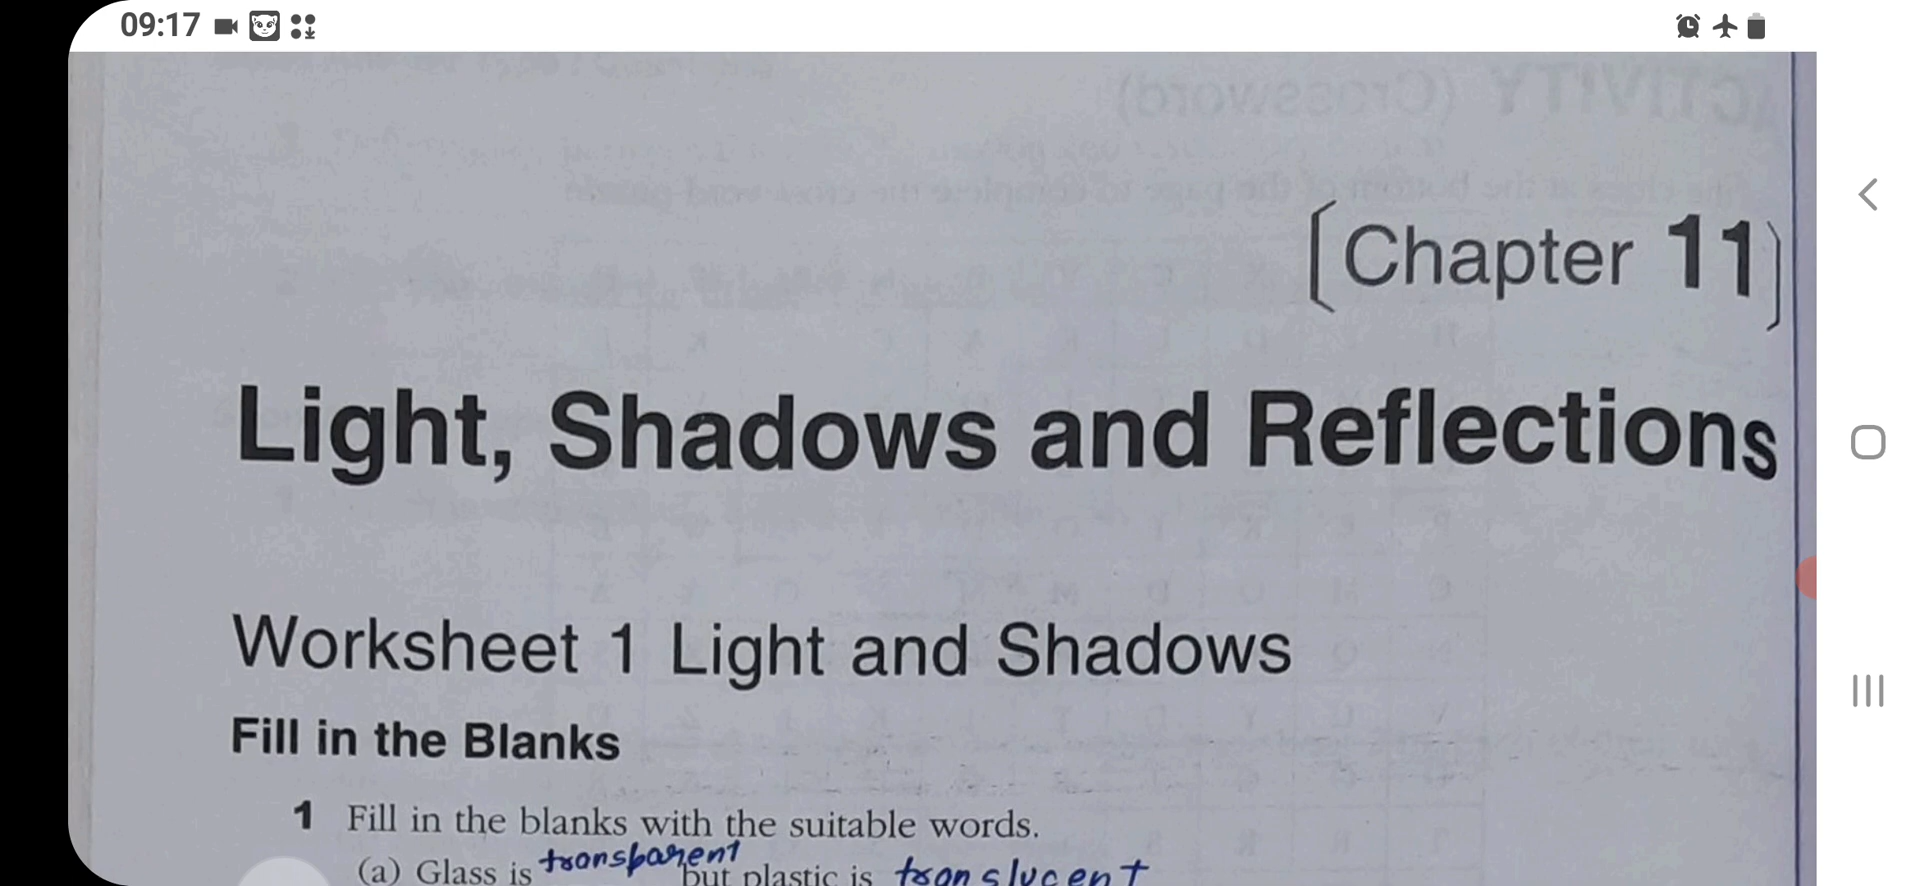 09:17
[Chapter 11]
Light, Shadows and Reflections
Worksheet 1 Light and Shadows
Fill in the Blanks
1 Fill in the blanks with the suitable words.
(a) Glass is transparent but plastic is translucent